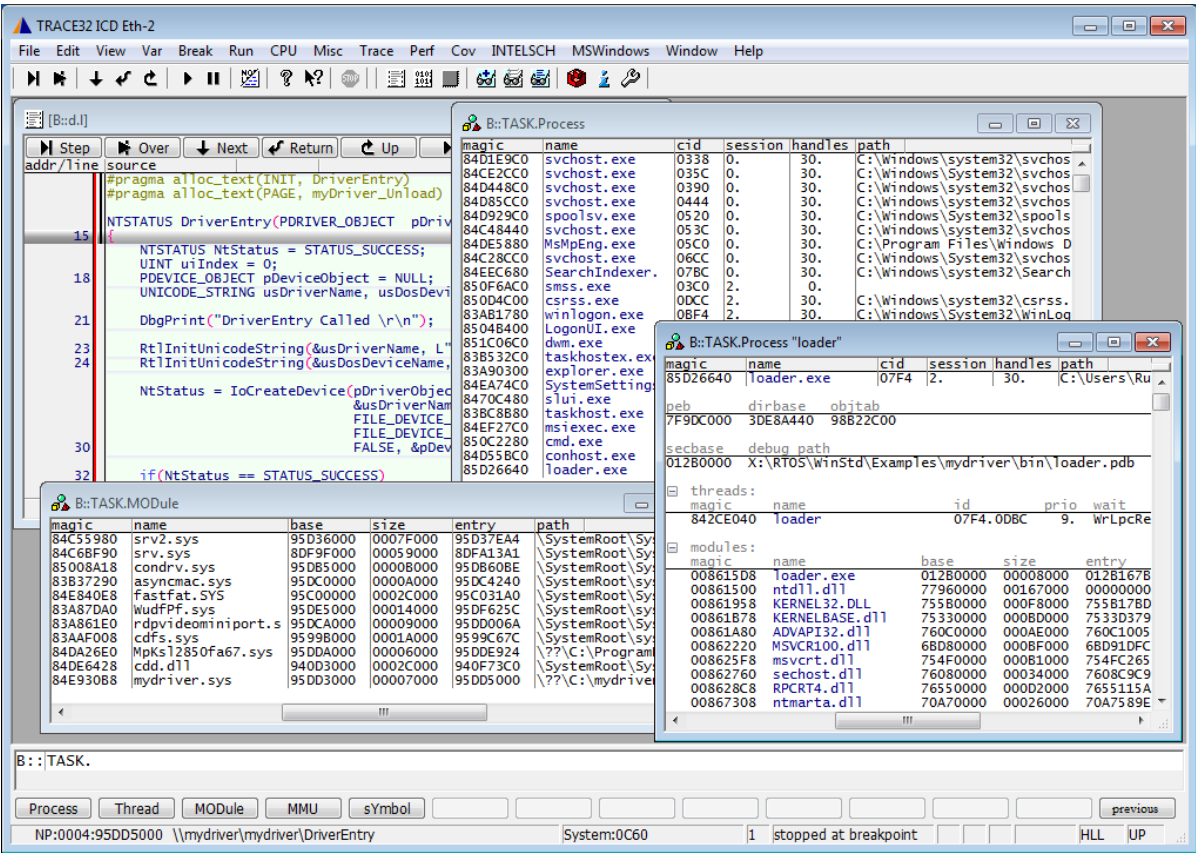 TRACE32 ICD Eth-2
File Edit View Var Break Run CPU Misc Trace Perf Cov INTELSCH MSWindows Window Help
STOP
[B::d.l]
Step Over Next Return Up
addr/line source
#pragma alloc_text(INIT, DriverEntry)
#pragma alloc_text(PAGE, myDriver_Unload)
NTSTATUS DriverEntry(PDRIVER_OBJECT pDriv
15 {
NTSTATUS NtStatus = STATUS_SUCCESS;
UINT uiIndex = 0;
18 PDEVICE_OBJECT pDeviceObject = NULL;
UNICODE_STRING usDriverName, usDosDevi
21 DbgPrint("DriverEntry Called \r\n");
23 RtlInitUnicodeString(&usDriverName, L"
24 RtlInitUnicodeString(&usDosDeviceName,
NtStatus = IoCreateDevice(pDriverObjec
&usDriverNam
FILE_DEVICE_
FILE_DEVICE_
30 FALSE, &pDev
32 if(NtStatus == STATUS_SUCCESS)
B::TASK.Process
magic name cid session handles path
84D1E9C0 svchost.exe 0338 0. 30. C:\Windows\system32\svchos
84CE2CC0 svchost.exe 035C 0. 30. C:\Windows\System32\svchos
84D448C0 svchost.exe 0390 0. 30. C:\Windows\system32\svchos
84D85CC0 svchost.exe 0444 0. 30. C:\Windows\system32\svchos
84D929C0 spoolsv.exe 0520 0. 30. C:\Windows\System32\spools
84C48440 svchost.exe 053C 0. 30. C:\Windows\system32\svchos
84DE5880 MsMpEng.exe 05C0 0. 30. C:\Program Files\Windows D
84C28CC0 svchost.exe 06CC 0. 30. C:\Windows\System32\svchos
84EEC680 SearchIndexer. 07BC 0. 30. C:\Windows\system32\Search
850F6AC0 smss.exe 03C0 2. 0.
850D4C00 csrss.exe 0DCC 2. 30. C:\Windows\system32\csrss.
83AB1780 winlogon.exe 0BF4 2. 30. C:\Windows\System32\WinLog
8504B400 LogonUI.exe
851C06C0 dwm.exe
83B532C0 taskhostex.exe
83A90300 explorer.exe
84EA74C0 SystemSetting
8470C480 slui.exe
83BC8B80 taskhost.exe
84EF27C0 msiexec.exe
850C2280 cmd.exe
84D55BC0 conhost.exe
85D26640 loader.exe
B::TASK.Process "loader"
magic name cid session handles path
85D26640 loader.exe 07F4 2. 30. C:\Users\Ru
peb dirbase objtab
7F9DC000 3DE8A440 98B22C00
secbase debug path
012B0000 X:\RTOS\WinStd\Examples\mydriver\bin\loader.pdb
threads:
magic name id prio wait
842CE040 loader 07F4.0DBC 9. WrLpcRe
modules:
magic name base size entry
008615D8 loader.exe 012B0000 00008000 012B167B
00861500 ntdll.dll 77960000 00167000 00000000
00861958 KERNEL32.DLL 755B0000 000F8000 755B17BD
00861B78 KERNELBASE.dll 75330000 000BD000 7533D379
00861A80 ADVAPI32.dll 760C0000 000AE000 760C1005
00862220 MSVCR100.dll 6BD80000 000BF000 6BD91DFC
008625F8 msvcrt.dll 754F0000 000B1000 754FC265
00862760 sechost.dll 76080000 00034000 7608C9C9
008628C8 RPCRT4.dll 76550000 000D2000 7655115A
00867308 ntmarta.dll 70A70000 00026000 70A7589E
B::TASK.MODule
magic name base size entry path
84C55980 srv2.sys 95D36000 0007F000 95D37EA4 \SystemRoot\Sys
84C6BF90 srv.sys 8DF9F000 00059000 8DFA13A1 \SystemRoot\Sys
85008A18 condrv.sys 95DB5000 0000B000 95DB60BE \SystemRoot\Sys
83B37290 asyncmac.sys 95DC0000 0000A000 95DC4240 \SystemRoot\sys
84E840E8 fastfat.SYS 95C00000 0002C000 95C031A0 \SystemRoot\Sys
83A87DA0 WudfPf.sys 95DE5000 00014000 95DF625C \SystemRoot\sys
83A861E0 rdpvideominiport.s 95DCA000 00009000 95DD006A \SystemRoot\Sys
83AAF008 cdfs.sys 9599B000 0001A000 9599C67C \SystemRoot\sys
84DA26E0 MpKsl2850fa67.sys 95DDA000 00006000 95DDE924 \??\C:\Program
84DE6428 cdd.dll 940D3000 0002C000 940F73C0 \SystemRoot\Sys
84E930B8 mydriver.sys 95DD3000 00007000 95DD5000 \??\C:\mydriver
B::TASK.
Process Thread MODule MMU sYmbol previous
NP:0004:95DD5000 \\mydriver\mydriver\DriverEntry System:0C60 1 stopped at breakpoint HLL UP